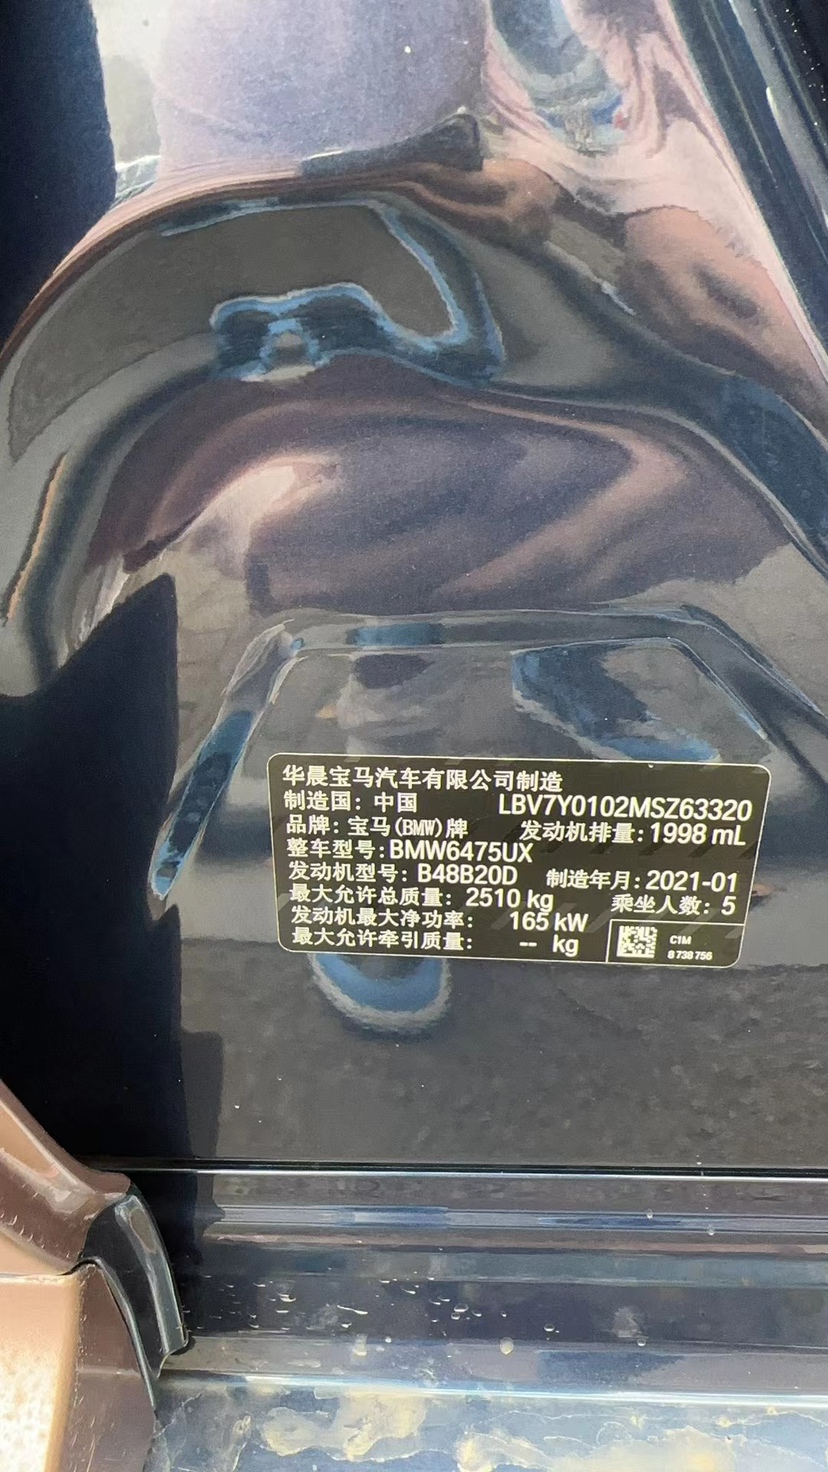 华晨宝马汽车有限公司制造
制造国：中国 LBV7Y0102MSZ63320
品牌：宝马(BMW)牌 发动机排量：1998 mL
整车型号：BMW6475UX
发动机型号：B48B20D 制造年月：2021-01
最大允许总质量：2510 kg 乘坐人数：5
发动机最大净功率：165 kW
最大允许牵引质量：-- kg
C1M
8 738 756